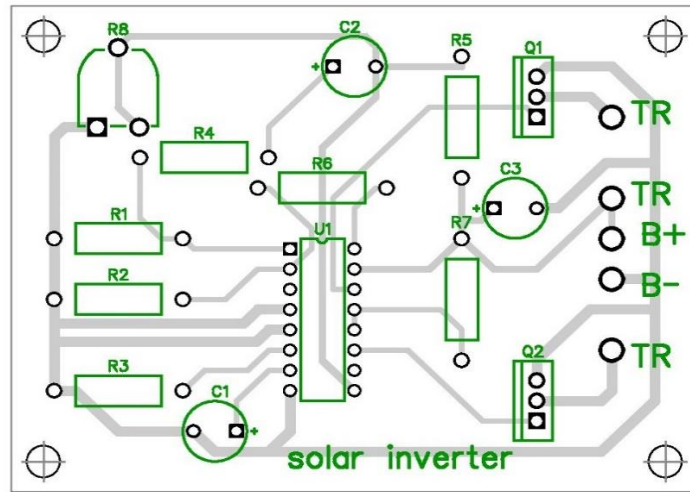 R8
C2
R5
Q1
TR
R4
R6
C3
TR
R1
U1
R7
B+
R2
B-
R3
C1
Q2
TR
solar inverter